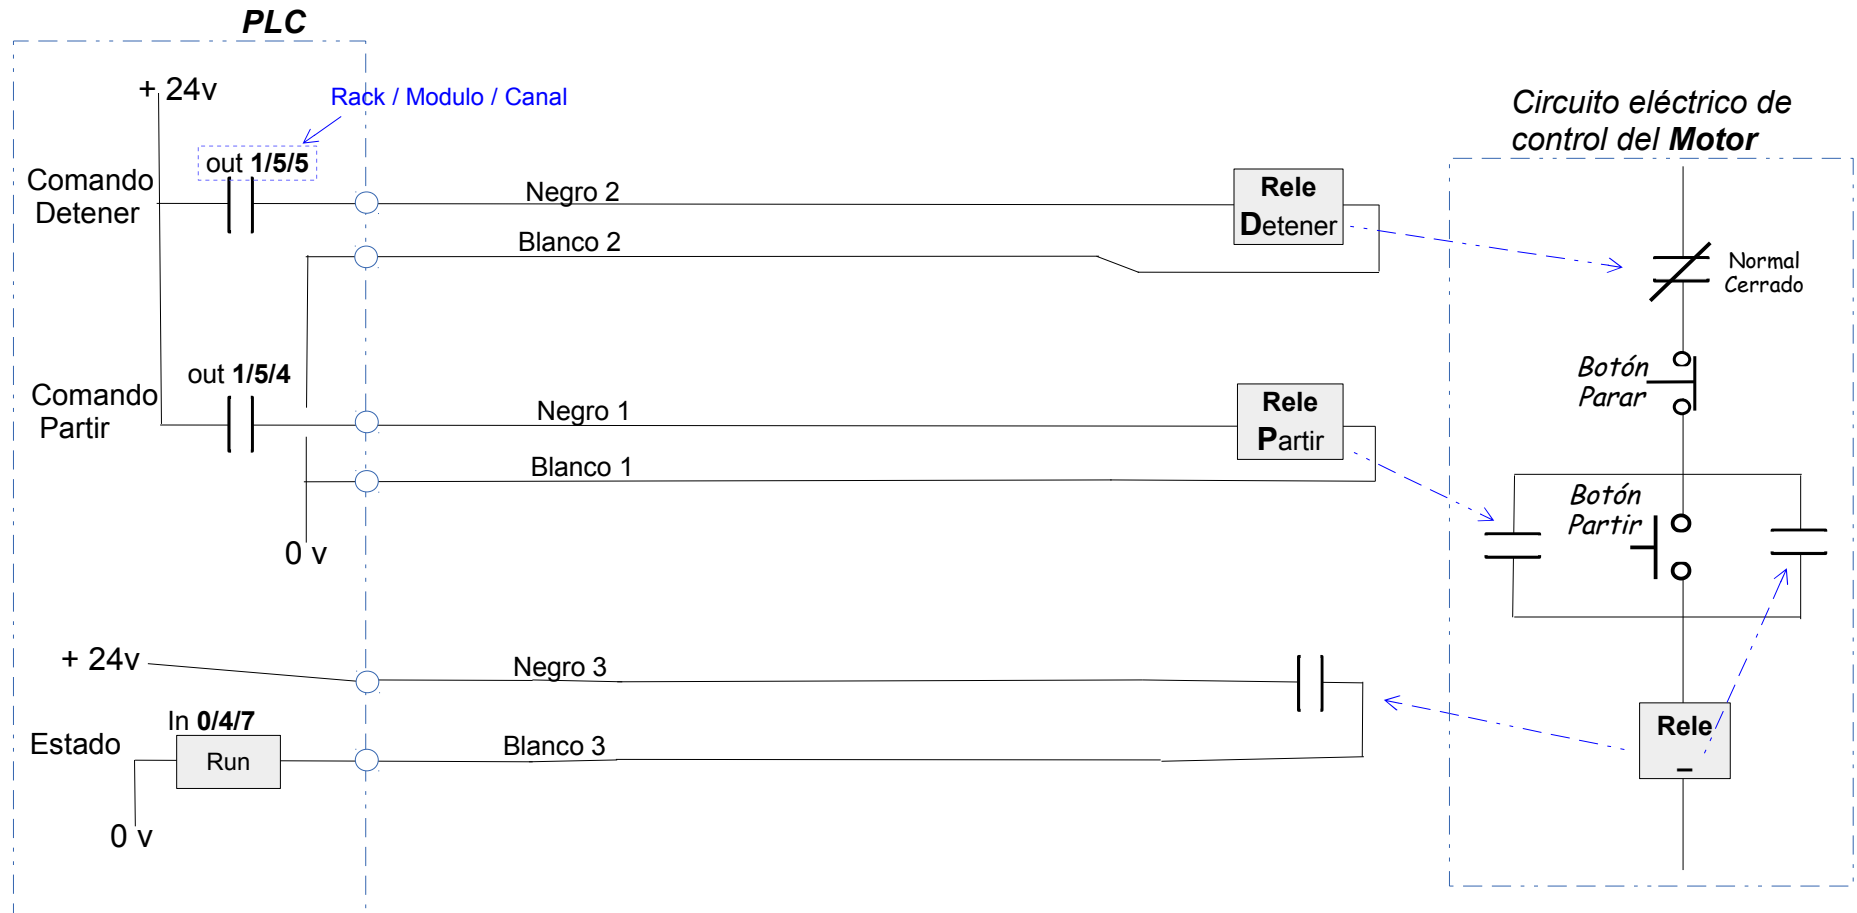 PLC
+ 24v
Rack / Modulo / Canal
out 1/5/5
Comando
Detener
Negro 2
Blanco 2
Rele
Detener
Circuito eléctrico de
control del Motor
Normal
Cerrado
out 1/5/4
Comando
Partir
Negro 1
Blanco 1
0 v
Rele
Partir
Botón
Parar
Botón
Partir
+ 24v
Negro 3
In 0/4/7
Estado
Run
Blanco 3
0 v
Rele
_